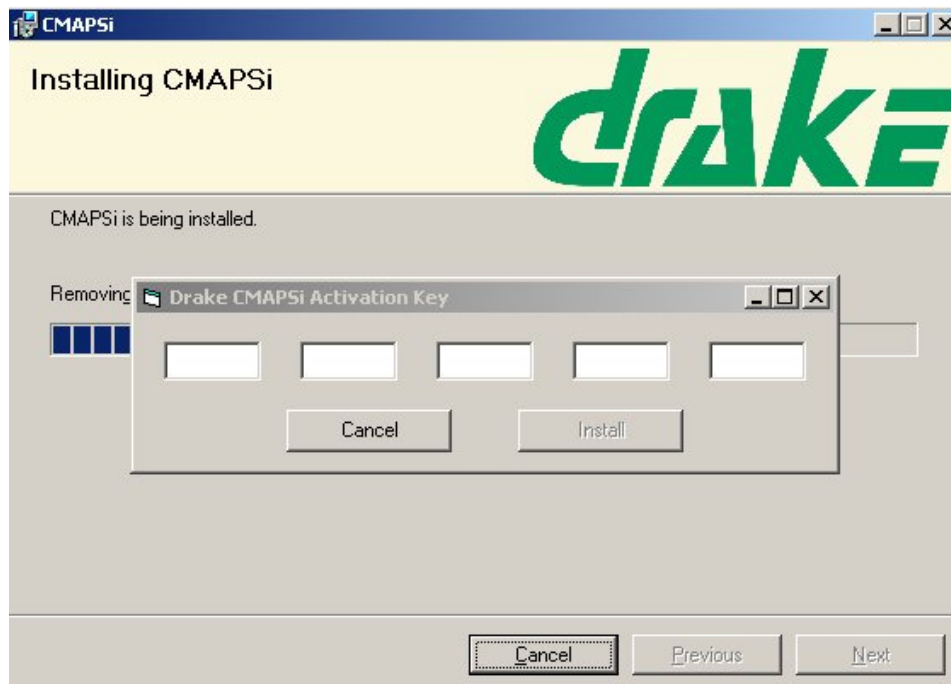 CMAPSi
Installing CMAPSi
drake
CMAPSi is being installed.
Removing
Drake CMAPSi Activation Key
Cancel
Install
Cancel
Previous
Next